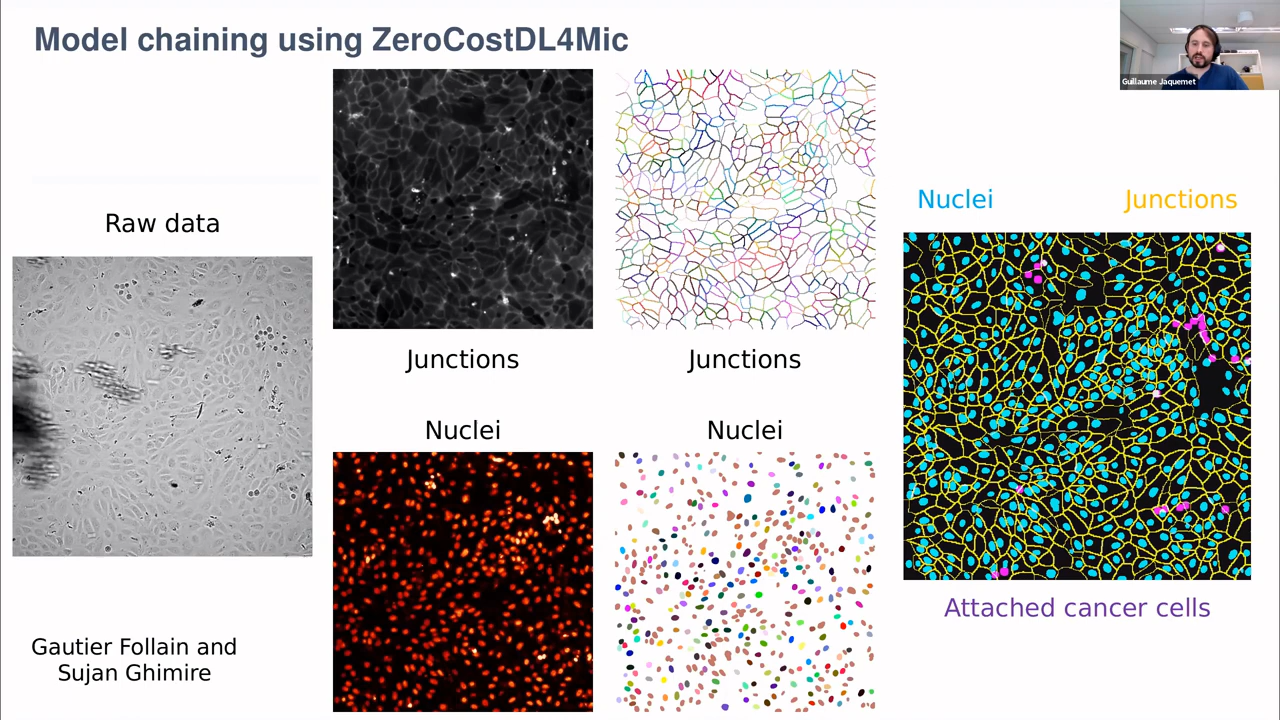 Model chaining using ZeroCostDL4Mic
Guillaume Jaquemet
Raw data
Junctions
Junctions
Nuclei
Nuclei
Nuclei
Junctions
Attached cancer cells
Gautier Follain and
Sujan Ghimire